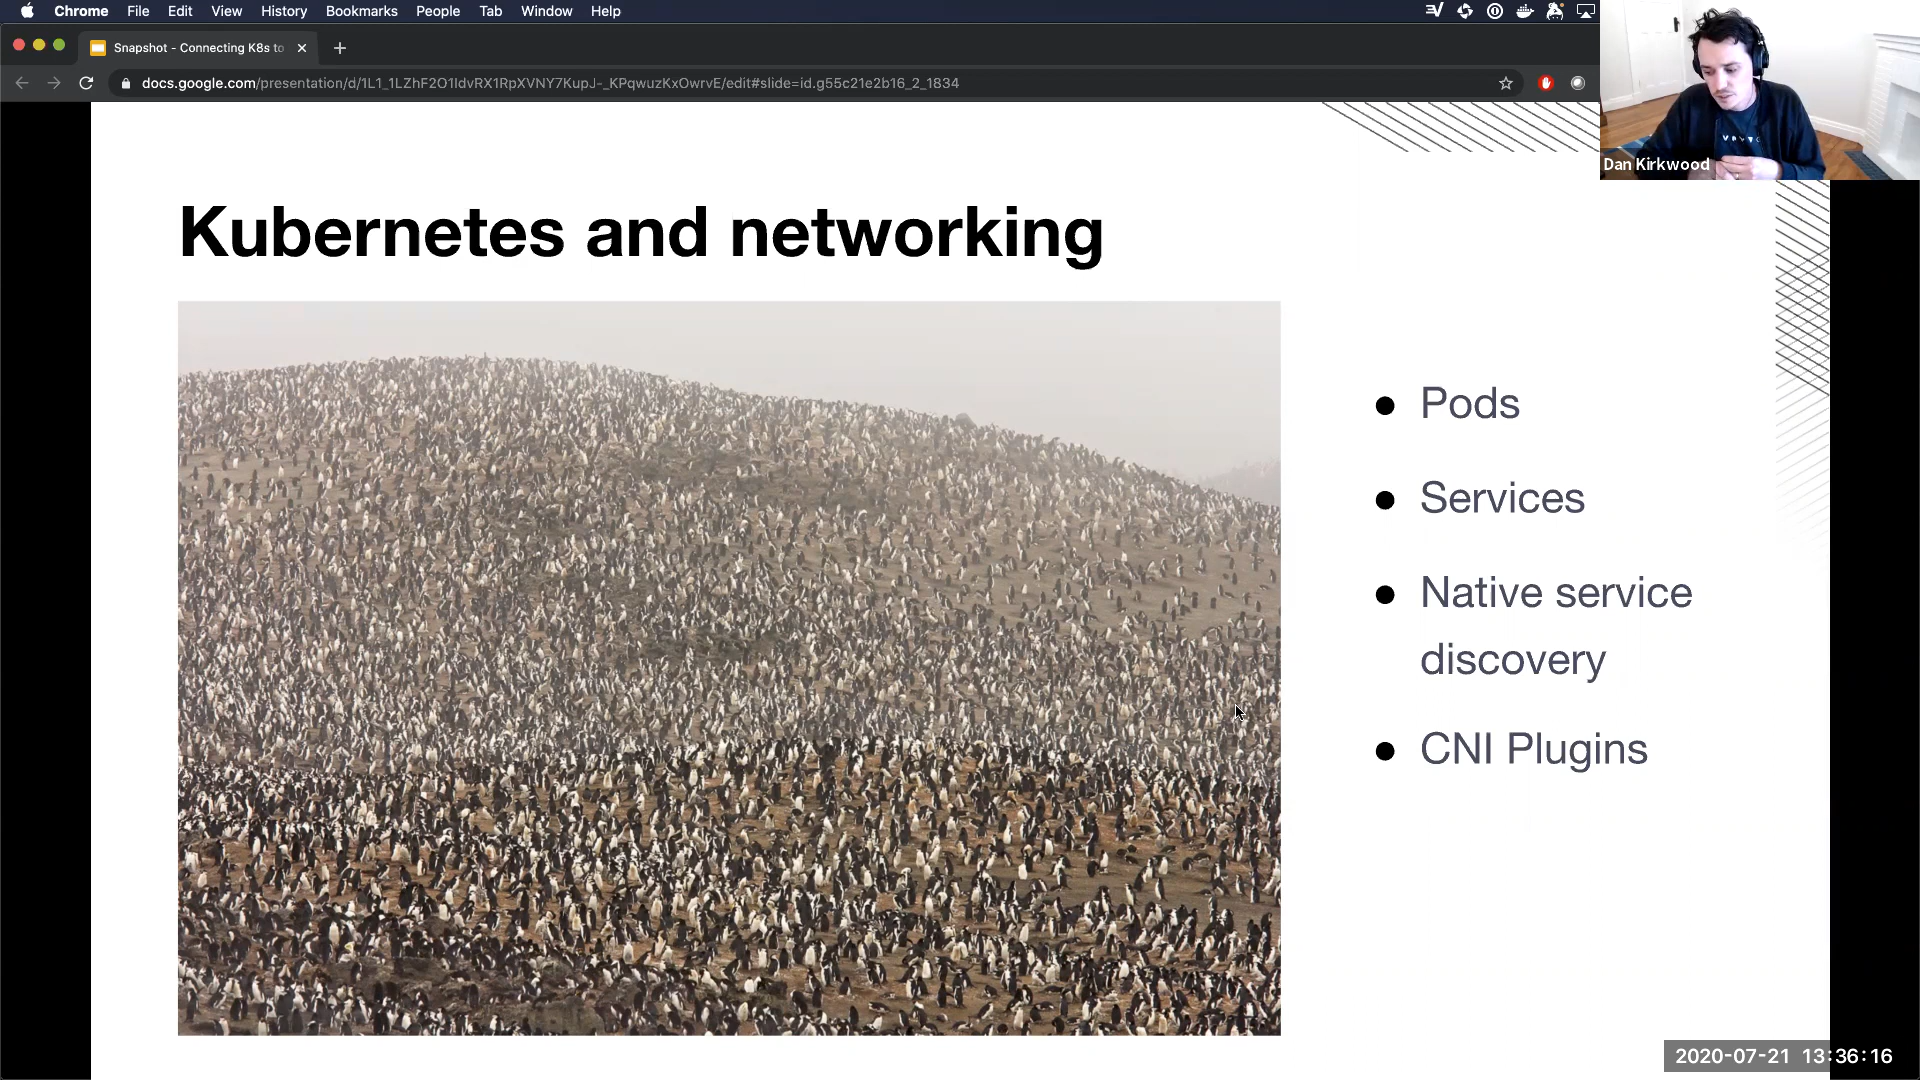 Chrome File Edit View History Bookmarks People Tab Window Help
Snapshot - Connecting K8s to
docs.google.com/presentation/d/1L1_1LZhF2O1IdvRX1RpXVNY7KupJ-_KPqwuzKxOwrvE/edit#slide=id.g55c21e2b16_2_1834
Dan Kirkwood
Kubernetes and networking
● Pods
● Services
● Native service
discovery
● CNI Plugins
2020-07-21 13:36:16